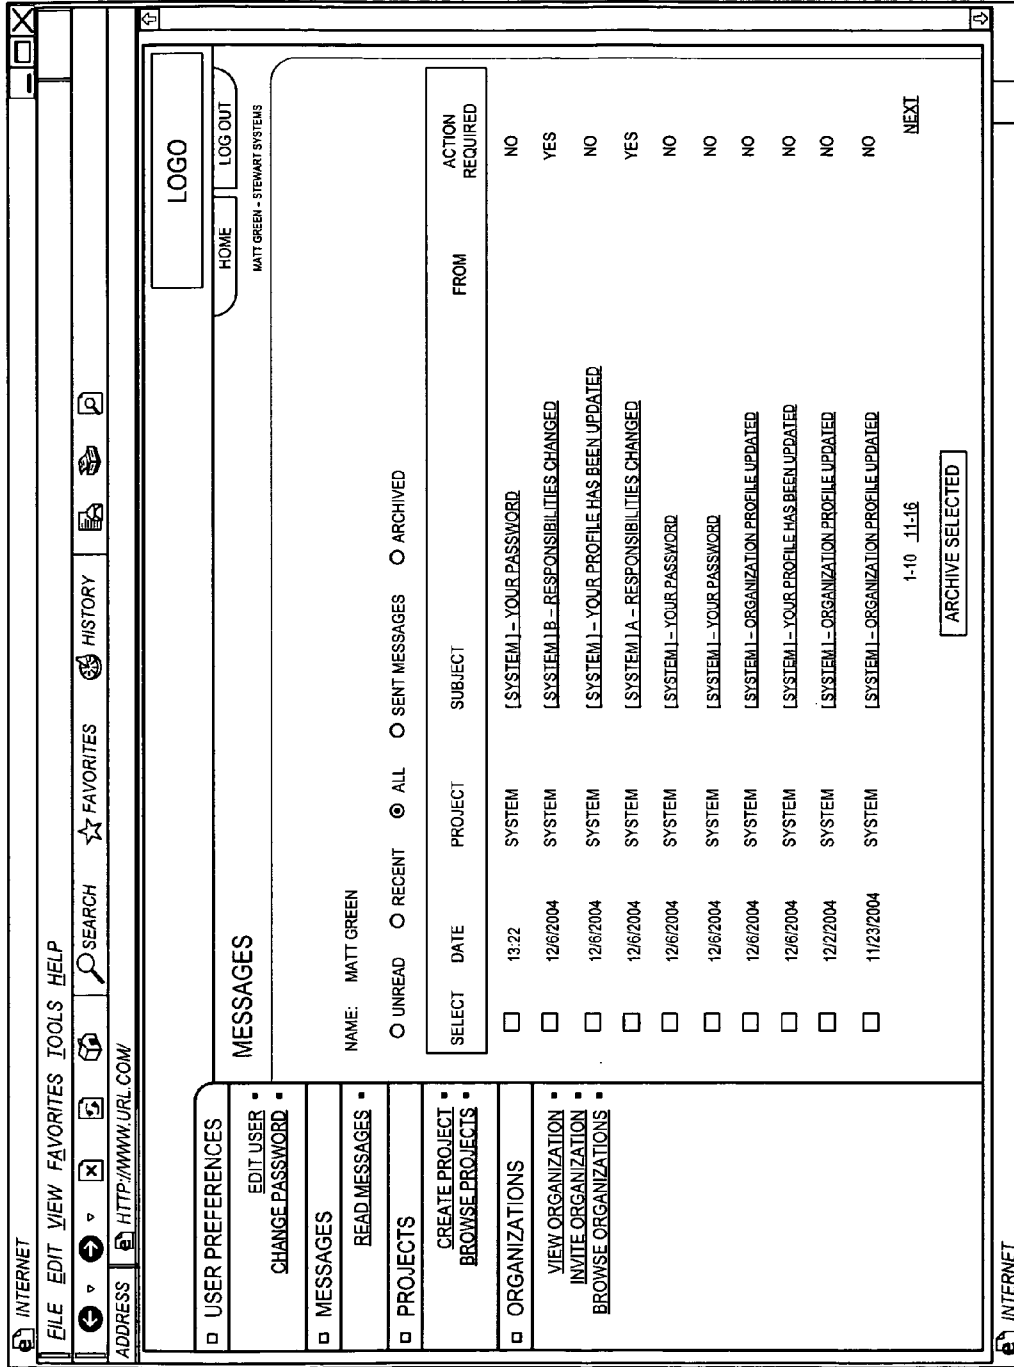 INTERNET
FILE EDIT VIEW FAVORITES TOOLS HELP
SEARCH FAVORITES HISTORY
ADDRESS HTTP://WWW.URL.COM/
LOGO
HOME LOG OUT
MATT GREEN – STEWART SYSTEMS
USER PREFERENCES
EDIT USER
CHANGE PASSWORD
MESSAGES
READ MESSAGES
PROJECTS
CREATE PROJECT
BROWSE PROJECTS
ORGANIZATIONS
VIEW ORGANIZATION
INVITE ORGANIZATION
BROWSE ORGANIZATIONS
MESSAGES
NAME: MATT GREEN
UNREAD RECENT ALL SENT MESSAGES ARCHIVED
SELECT DATE PROJECT SUBJECT FROM ACTION REQUIRED
13:22 SYSTEM [SYSTEM] – YOUR PASSWORD NO
12/6/2004 SYSTEM [SYSTEM] B – RESPONSIBILITIES CHANGED YES
12/6/2004 SYSTEM [SYSTEM] – YOUR PROFILE HAS BEEN UPDATED NO
12/6/2004 SYSTEM [SYSTEM] A – RESPONSIBILITIES CHANGED YES
12/6/2004 SYSTEM [SYSTEM] – YOUR PASSWORD NO
12/6/2004 SYSTEM [SYSTEM] – YOUR PASSWORD NO
12/6/2004 SYSTEM [SYSTEM] – ORGANIZATION PROFILE UPDATED NO
12/6/2004 SYSTEM [SYSTEM] – YOUR PROFILE HAS BEEN UPDATED NO
12/2/2004 SYSTEM [SYSTEM] – ORGANIZATION PROFILE UPDATED NO
11/23/2004 SYSTEM [SYSTEM] – ORGANIZATION PROFILE UPDATED NO
1-10 11-16 NEXT
ARCHIVE SELECTED
INTERNET